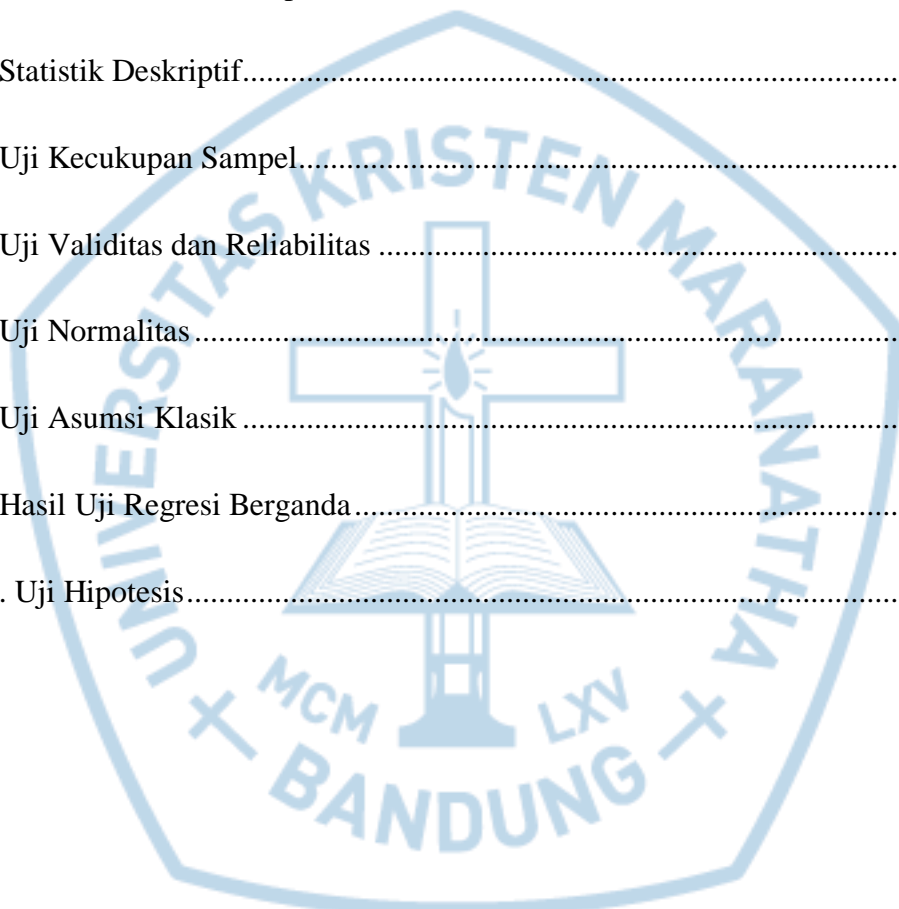 Statistik Deskriptif....................................................................................
Uji Kecukupan Sampel............................................................................
Uji Validitas dan Reliabilitas ..................................................................
Uji Normalitas.........................................................................................
Uji Asumsi Klasik ...................................................................................
Hasil Uji Regresi Berganda.....................................................................
. Uji Hipotesis..........................................................................................
UNIVERSITAS KRISTEN MARANATHA
MCM LXV
BANDUNG